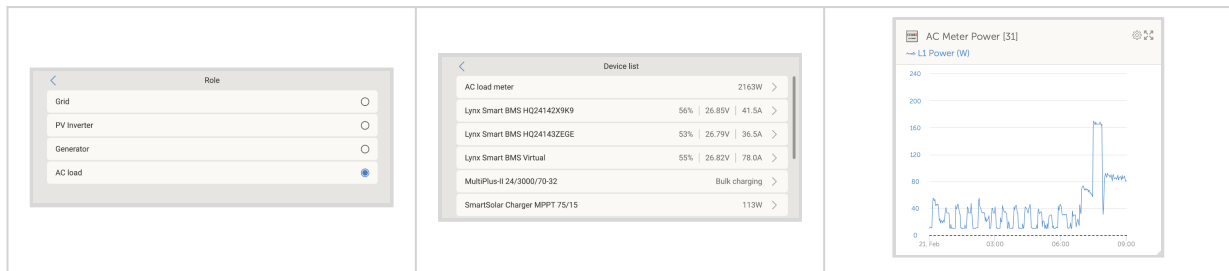 Role
Grid
PV Inverter
Generator
AC load
Device list
AC load meter 2163W
Lynx Smart BMS HQ24142X9K9 56% 26.85V 41.5A
Lynx Smart BMS HQ24143ZEGE 53% 26.79V 36.5A
Lynx Smart BMS Virtual 55% 26.82V 78.0A
MultiPlus-II 24/3000/70-32 Bulk charging
SmartSolar Charger MPPT 75/15 113W
AC Meter Power [31]
L1 Power (W)
240
200
160
120
80
40
0
21. Feb 03:00 06:00 09:00